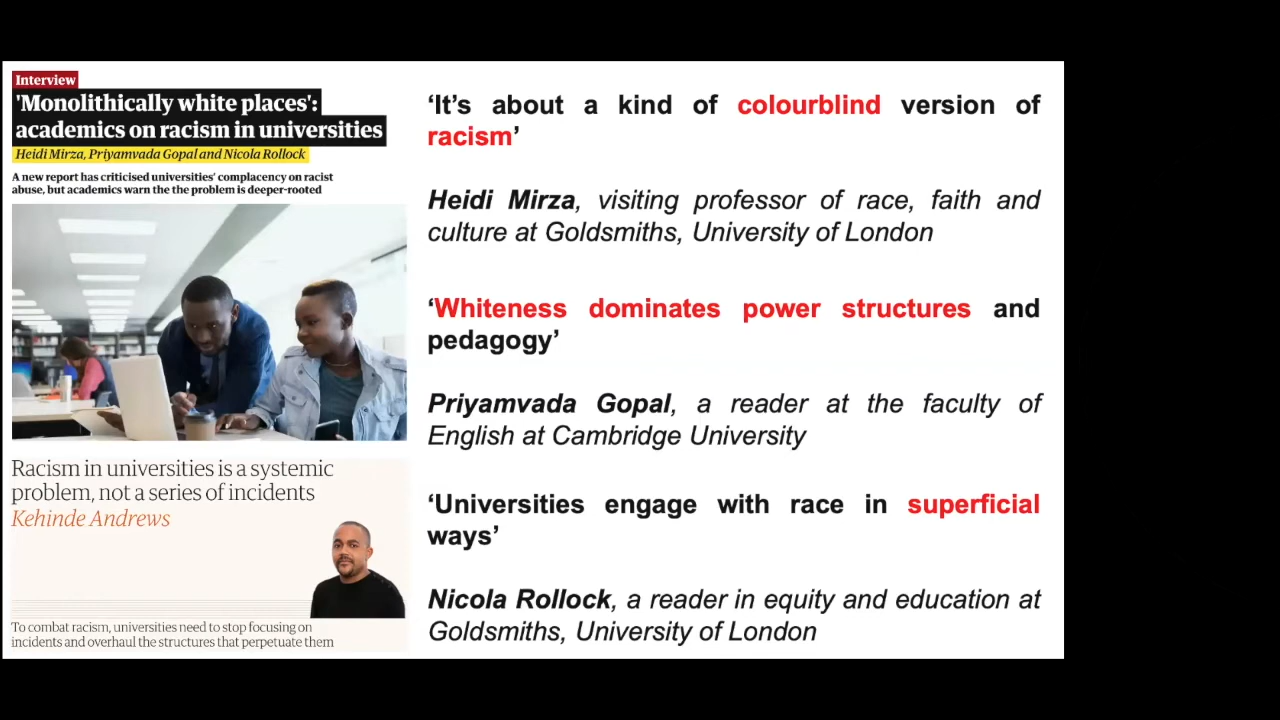 Interview
'Monolithically white places':
academics on racism in universities
Heidi Mirza, Priyamvada Gopal and Nicola Rollock
A new report has criticised universities' complacency on racist
abuse, but academics warn the the problem is deeper-rooted
Racism in universities is a systemic
problem, not a series of incidents
Kehinde Andrews
To combat racism, universities need to stop focusing on
incidents and overhaul the structures that perpetuate them
‘It’s about a kind of colourblind version of
racism’
Heidi Mirza, visiting professor of race, faith and
culture at Goldsmiths, University of London
‘Whiteness dominates power structures and
pedagogy’
Priyamvada Gopal, a reader at the faculty of
English at Cambridge University
‘Universities engage with race in superficial
ways’
Nicola Rollock, a reader in equity and education at
Goldsmiths, University of London